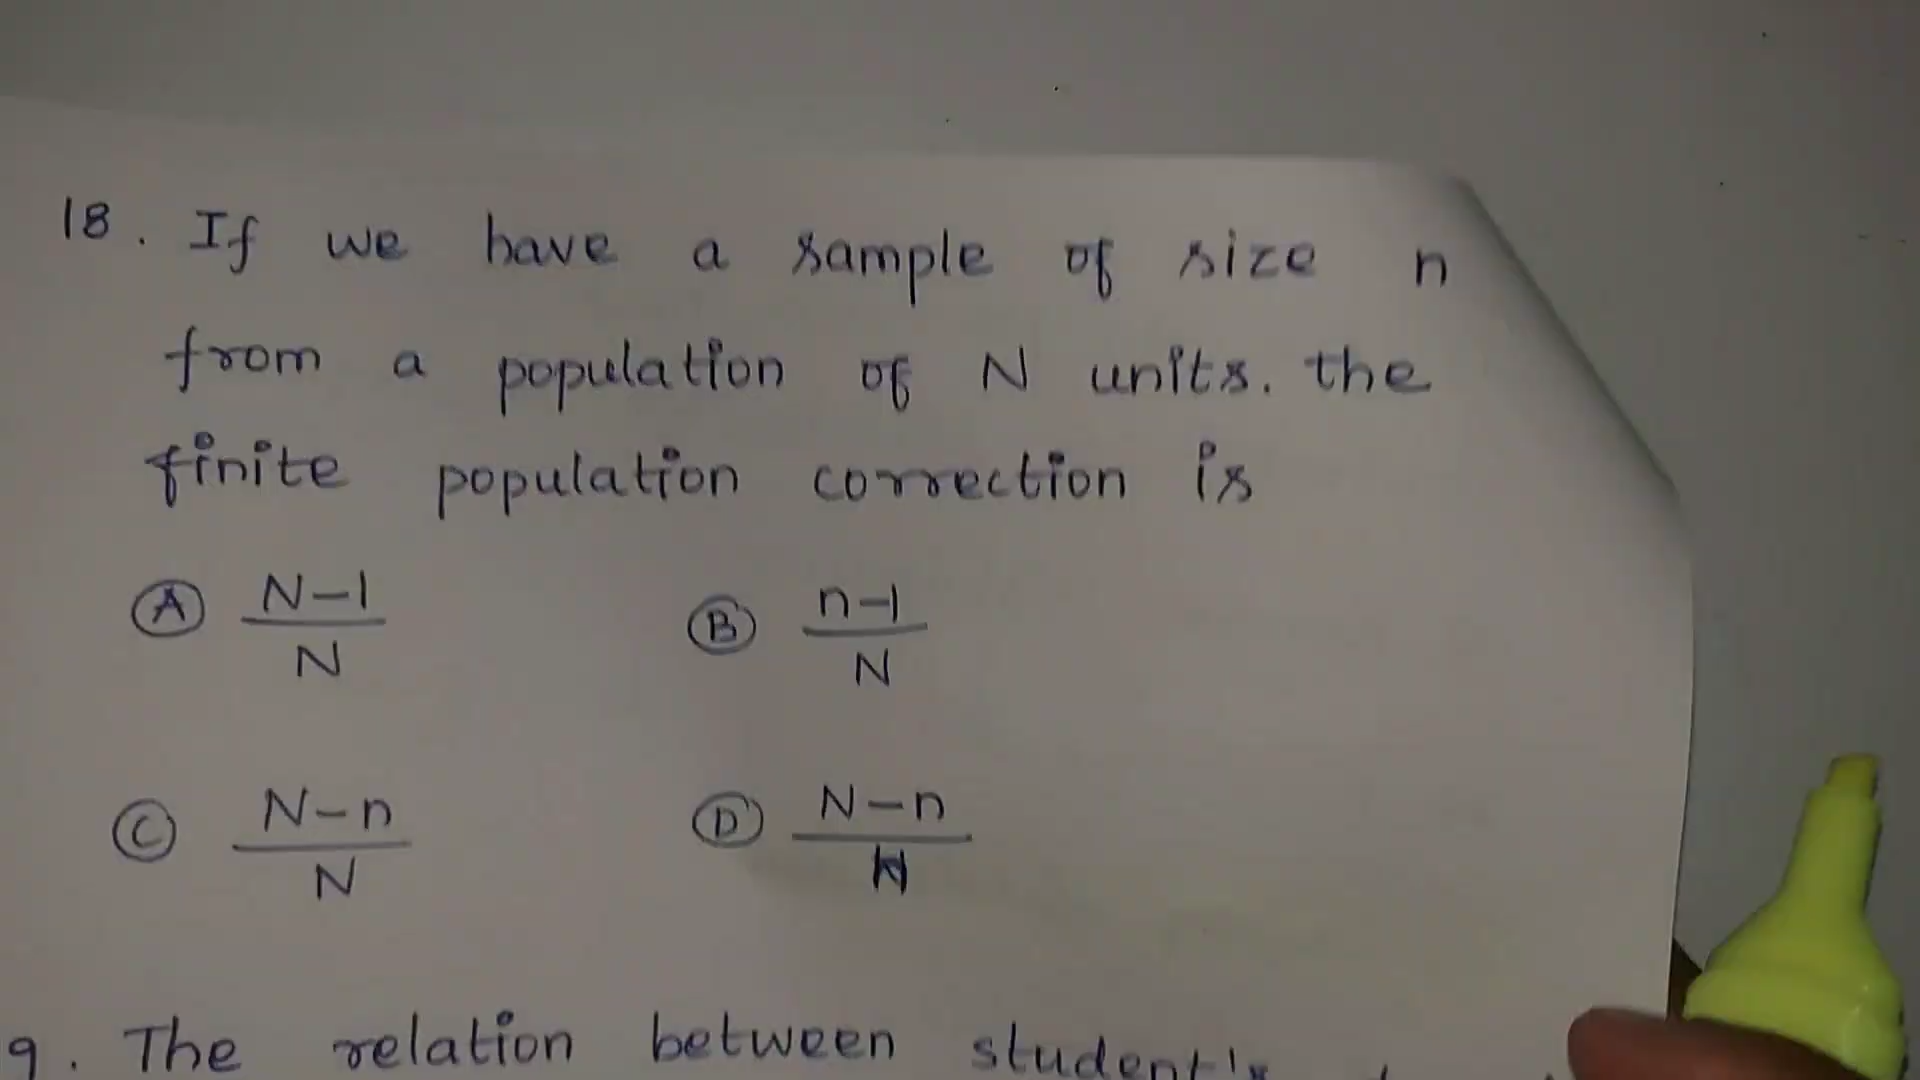 18. If we have a sample of size n
from a population of N units. the
finite population correction is
(A) N-1/N (B) n-1/N
(C) N-n/N (D) N-n/
9. The relation between student's